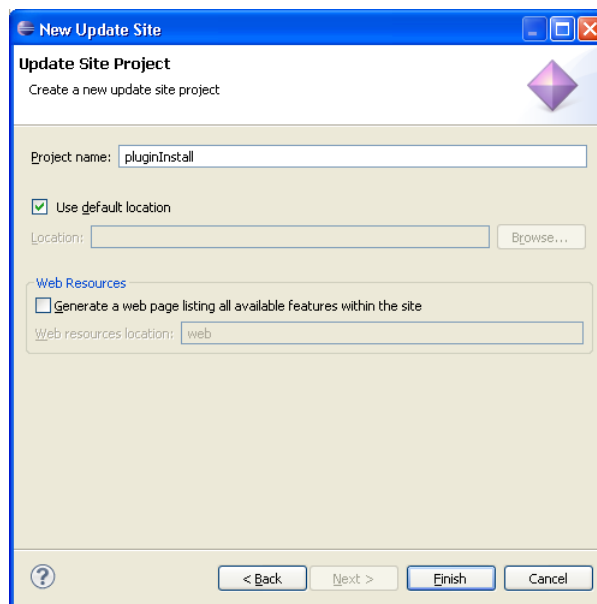 New Update Site
Update Site Project
Create a new update site project
Project name: pluginInstall
Use default location
Location: Browse...
Web Resources
Generate a web page listing all available features within the site
Web resources location: web
? < Back Next > Finish Cancel